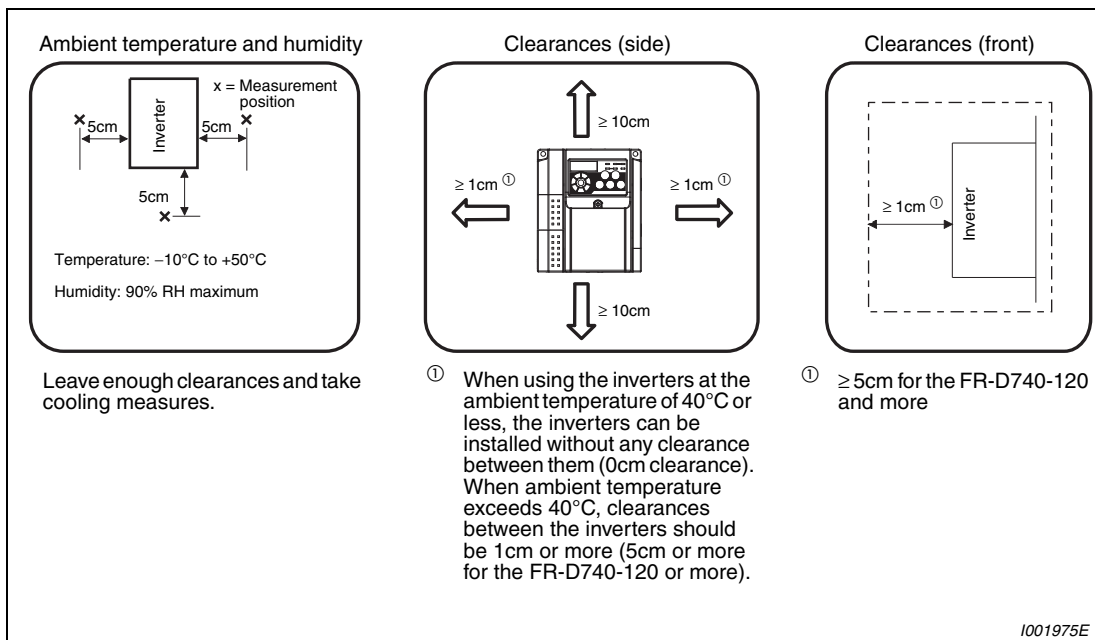 Ambient temperature and humidity
x = Measurement
position
5cm
Inverter
5cm
5cm
Temperature: –10°C to +50°C
Humidity: 90% RH maximum
Leave enough clearances and take
cooling measures.
Clearances (side)
≥ 10cm
≥ 1cm ①
≥ 1cm ①
≥ 10cm
① When using the inverters at the
ambient temperature of 40°C or
less, the inverters can be
installed without any clearance
between them (0cm clearance).
When ambient temperature
exceeds 40°C, clearances
between the inverters should
be 1cm or more (5cm or more
for the FR-D740-120 or more).
Clearances (front)
≥ 1cm ①
Inverter
① ≥ 5cm for the FR-D740-120
and more
I001975E